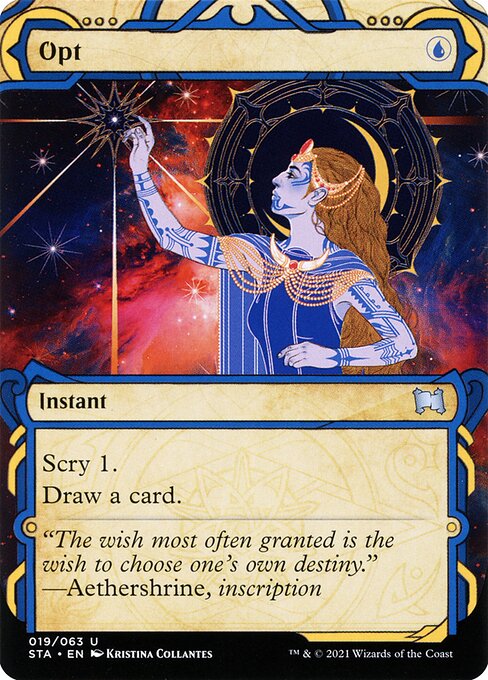 Opt
Instant
Scry 1.
Draw a card.
“The wish most often granted is the
wish to choose one’s own destiny.”
—Aethershrine, inscription
019/063 U
STA • EN Kristina Collantes
™ & © 2021 Wizards of the Coast